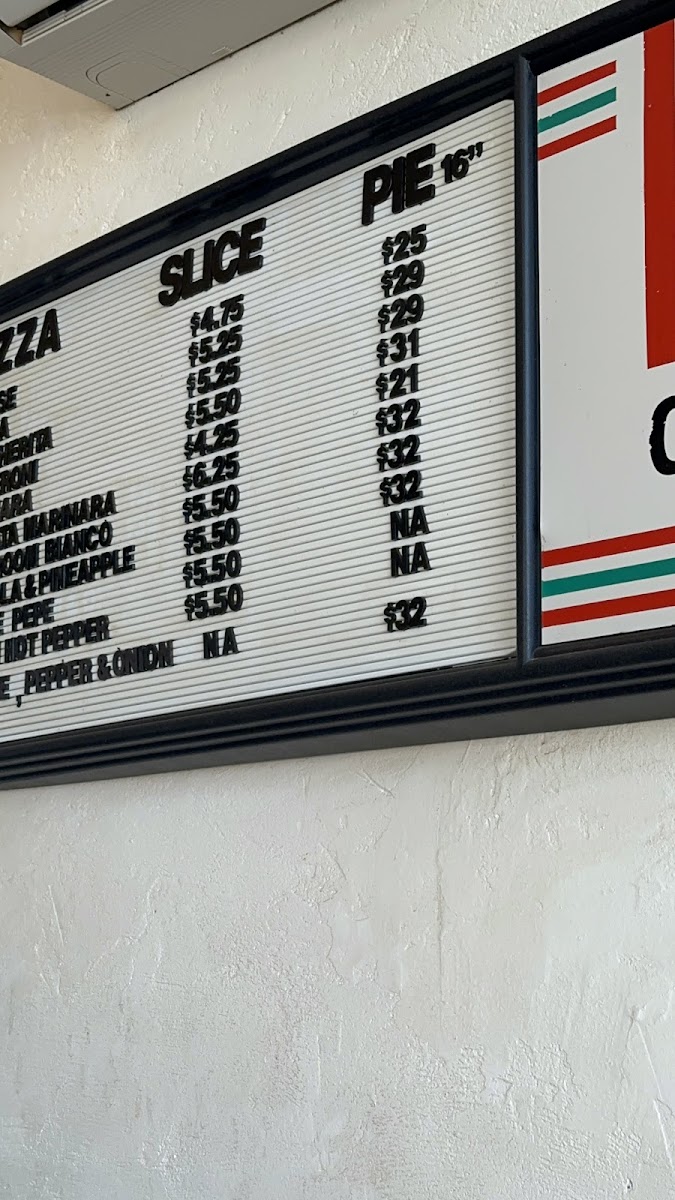 ZZA SLICE PIE 16"
SE $4.75 $25
A $5.25 $29
HERITA $5.25 $29
RONI $5.50 $31
ARA $4.25 $21
TA MARINARA $6.25 $32
OOM BIANCO $5.50 $32
LA & PINEAPPLE $5.50 $32
E PEPE $5.50 NA
HOT PEPPER $5.50 NA
E, PEPPER & ONION NA $32